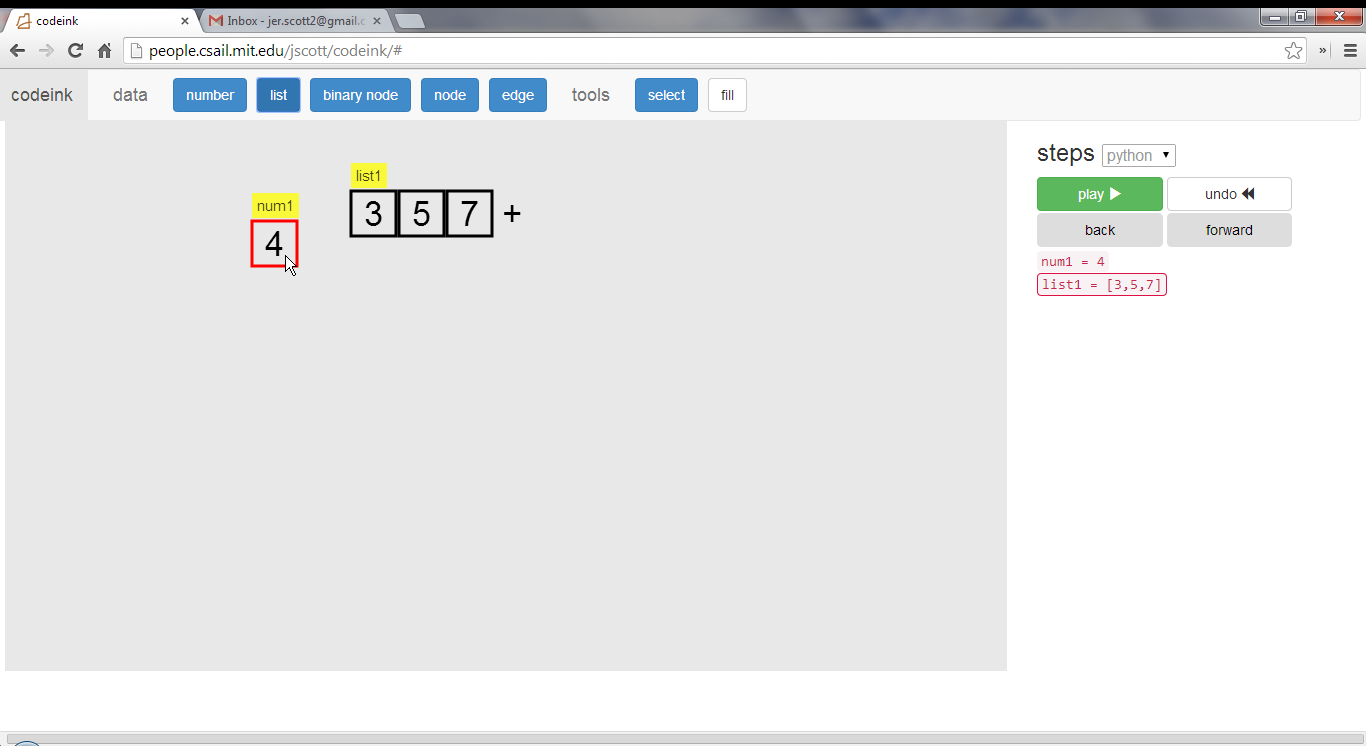 codeink
Inbox - jer.scott2@gmail.c
people.csail.mit.edu/jscott/codeink/#
codeink data number list binary node node edge tools select fill
steps python
play undo
back forward
num1 = 4
list1 = [3,5,7]
list1
3 5 7 +
num1
4